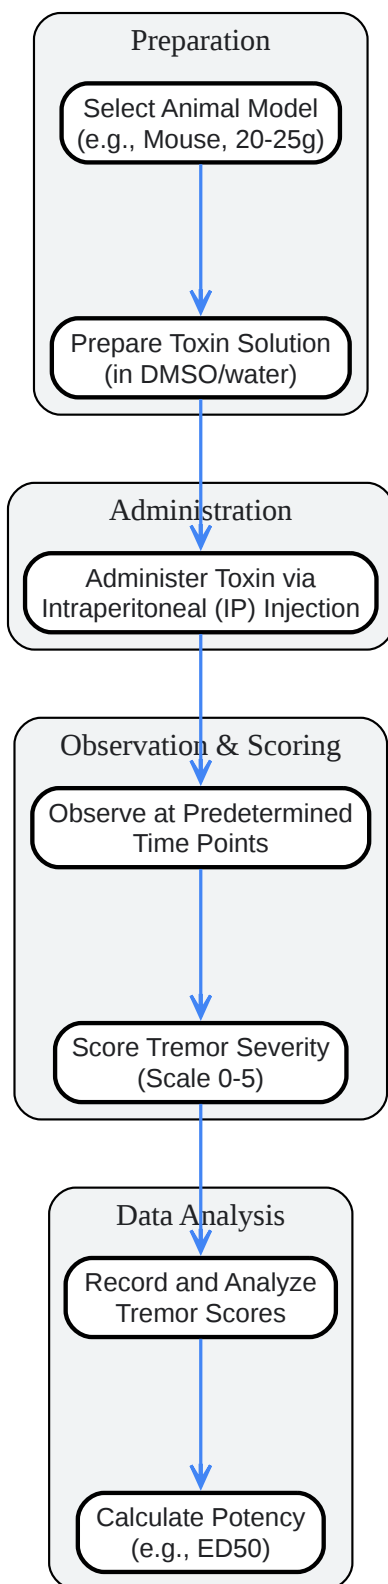 Preparation
Select Animal Model
(e.g., Mouse, 20-25g)
Prepare Toxin Solution
(in DMSO/water)
Administration
Administer Toxin via
Intraperitoneal (IP) Injection
Observation & Scoring
Observe at Predetermined
Time Points
Score Tremor Severity
(Scale 0-5)
Data Analysis
Record and Analyze
Tremor Scores
Calculate Potency
(e.g., ED50)